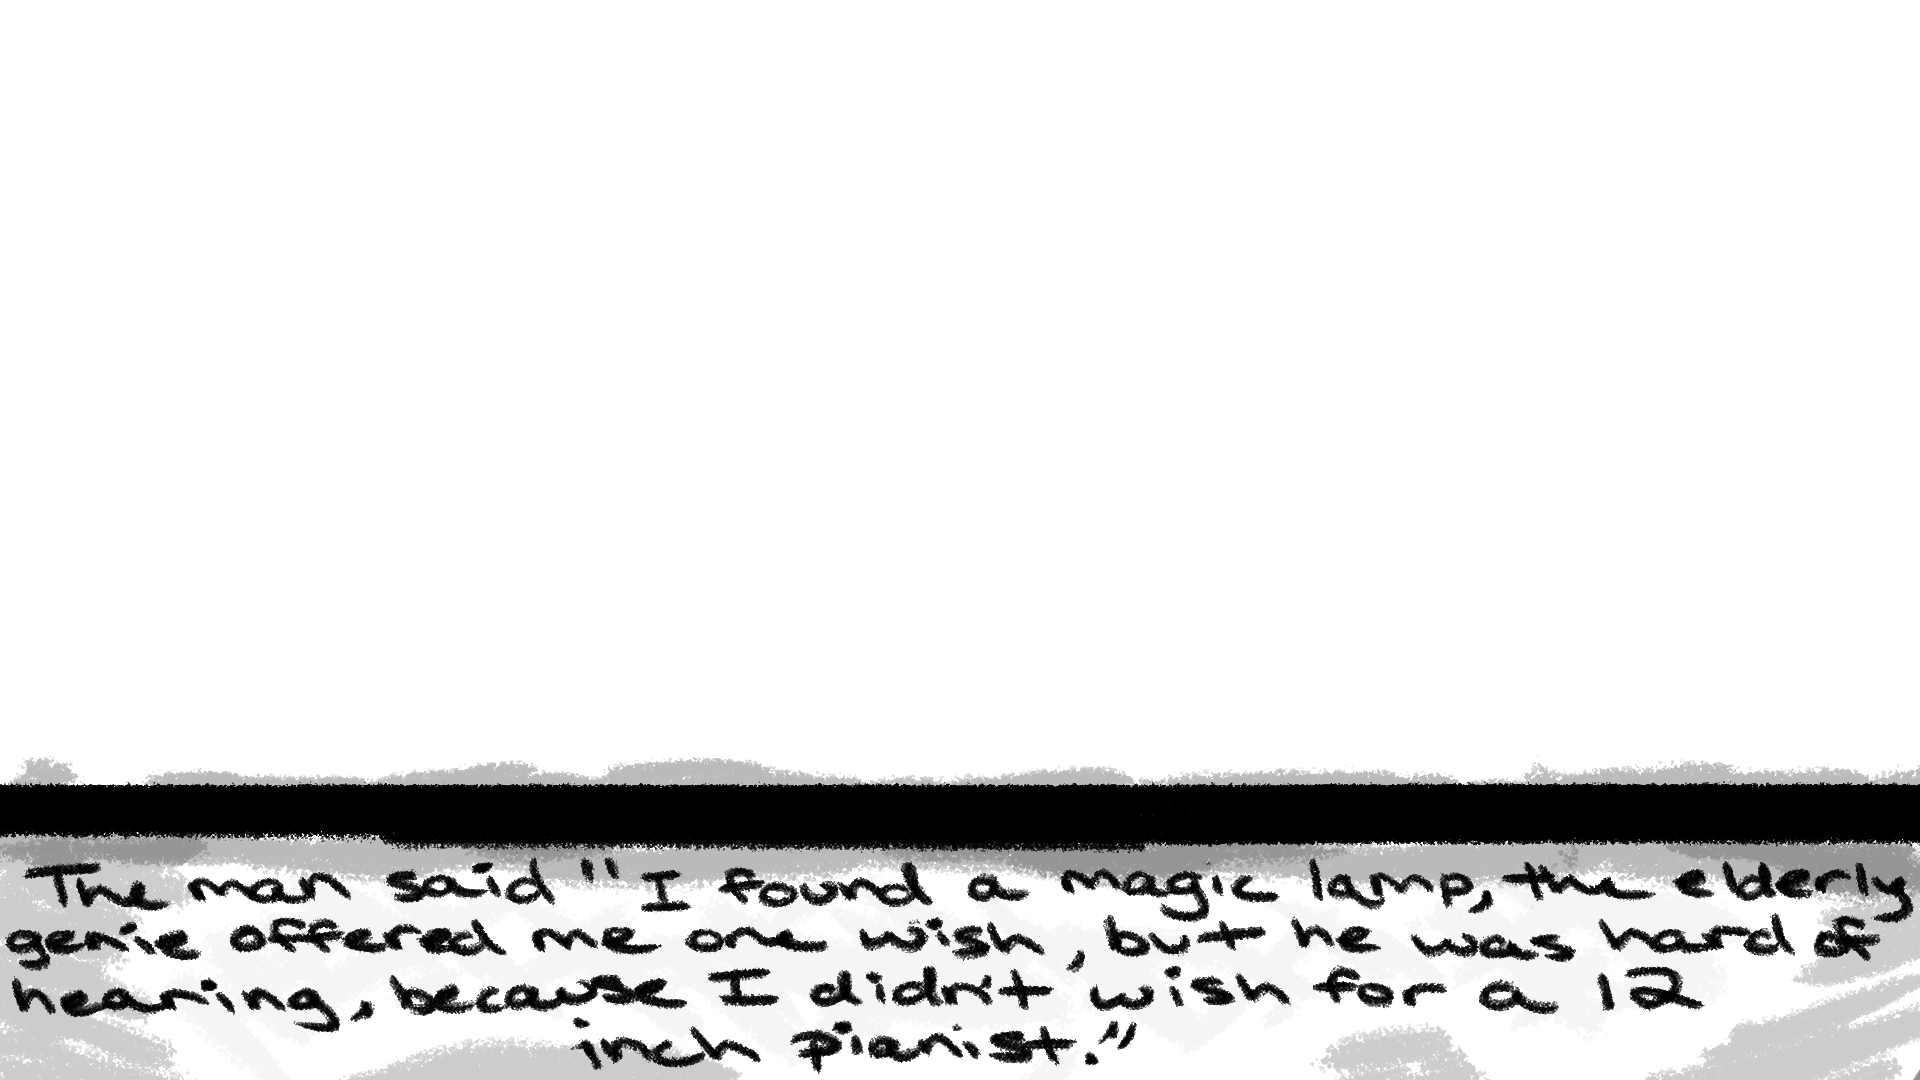 The man said "I found a magic lamp, the elderly
genie offered me one wish, but he was hard of
hearing, because I didn't wish for a 12
inch pianist."